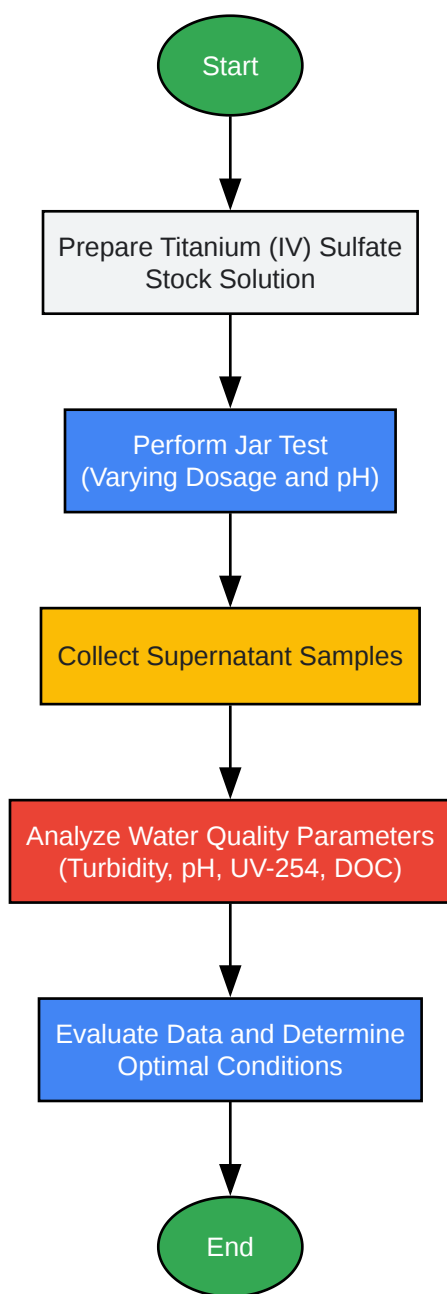 Start
Prepare Titanium (IV) Sulfate
Stock Solution
Perform Jar Test
(Varying Dosage and pH)
Collect Supernatant Samples
Analyze Water Quality Parameters
(Turbidity, pH, UV-254, DOC)
Evaluate Data and Determine
Optimal Conditions
End